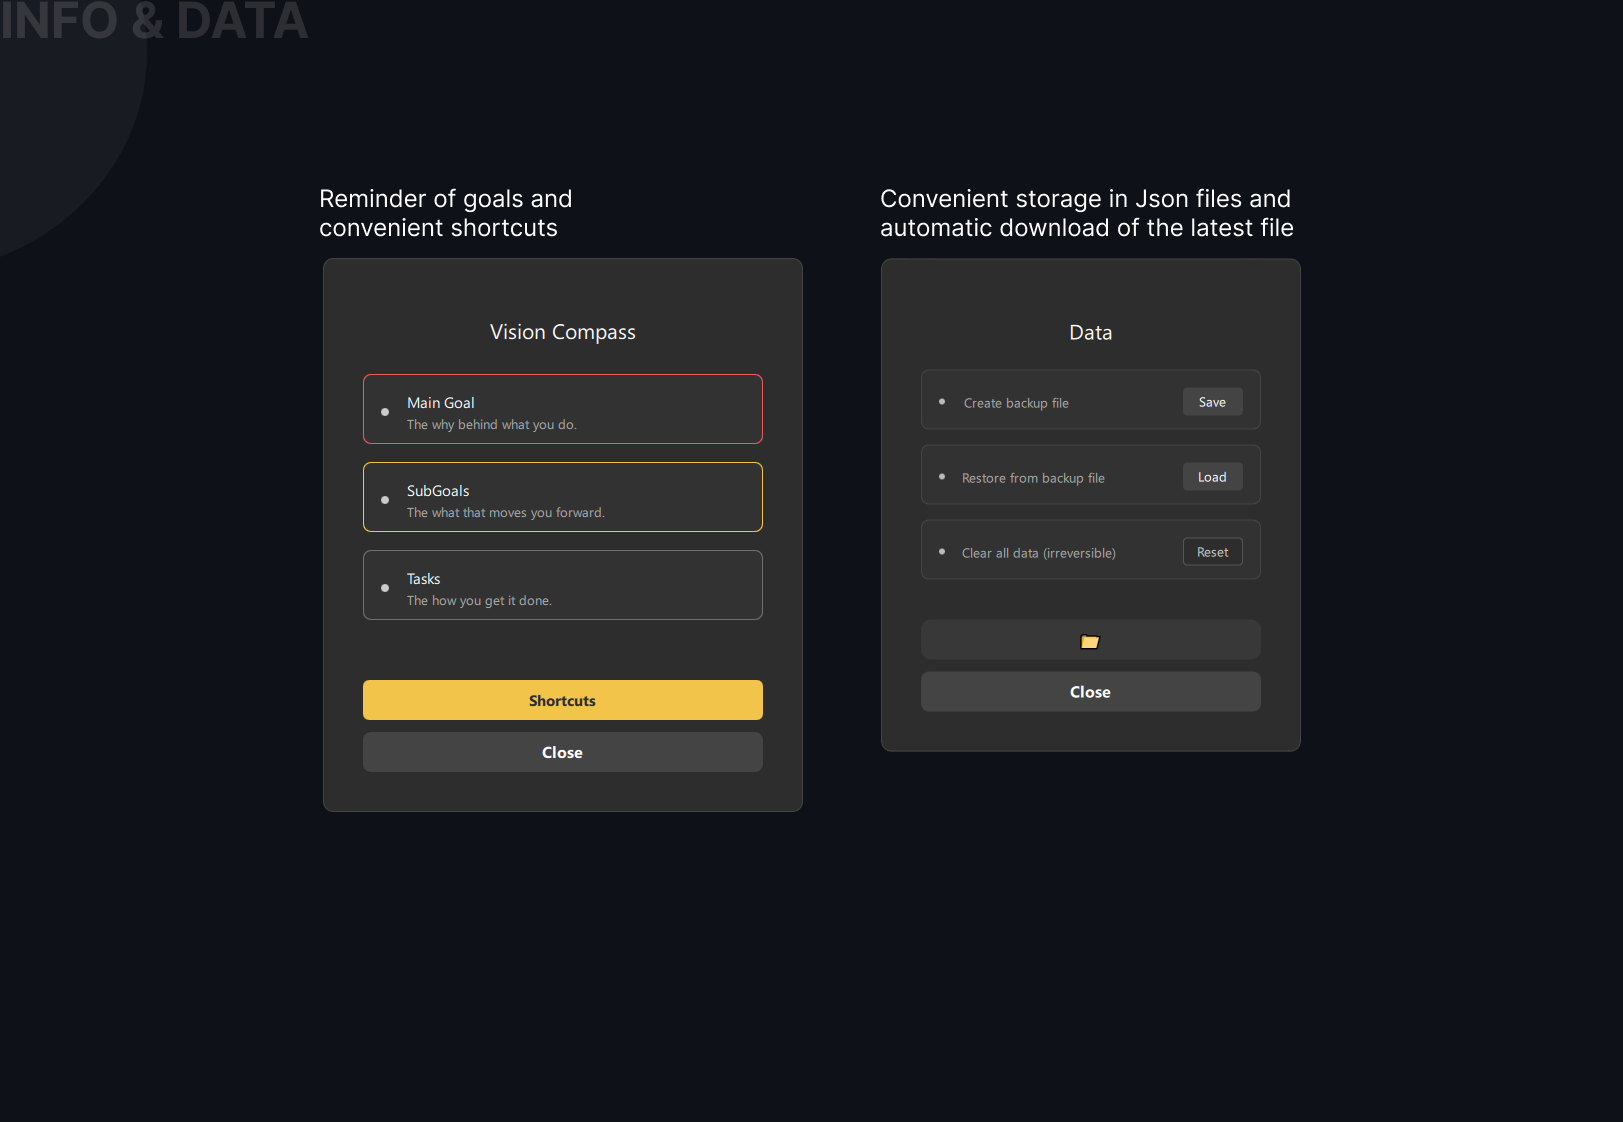 INFO & DATA
Reminder of goals and
convenient shortcuts
Vision Compass
Main Goal
The why behind what you do.
SubGoals
The what that moves you forward.
Tasks
The how you get it done.
Shortcuts
Close
Convenient storage in Json files and
automatic download of the latest file
Data
Create backup file
Save
Restore from backup file
Load
Clear all data (irreversible)
Reset
Close